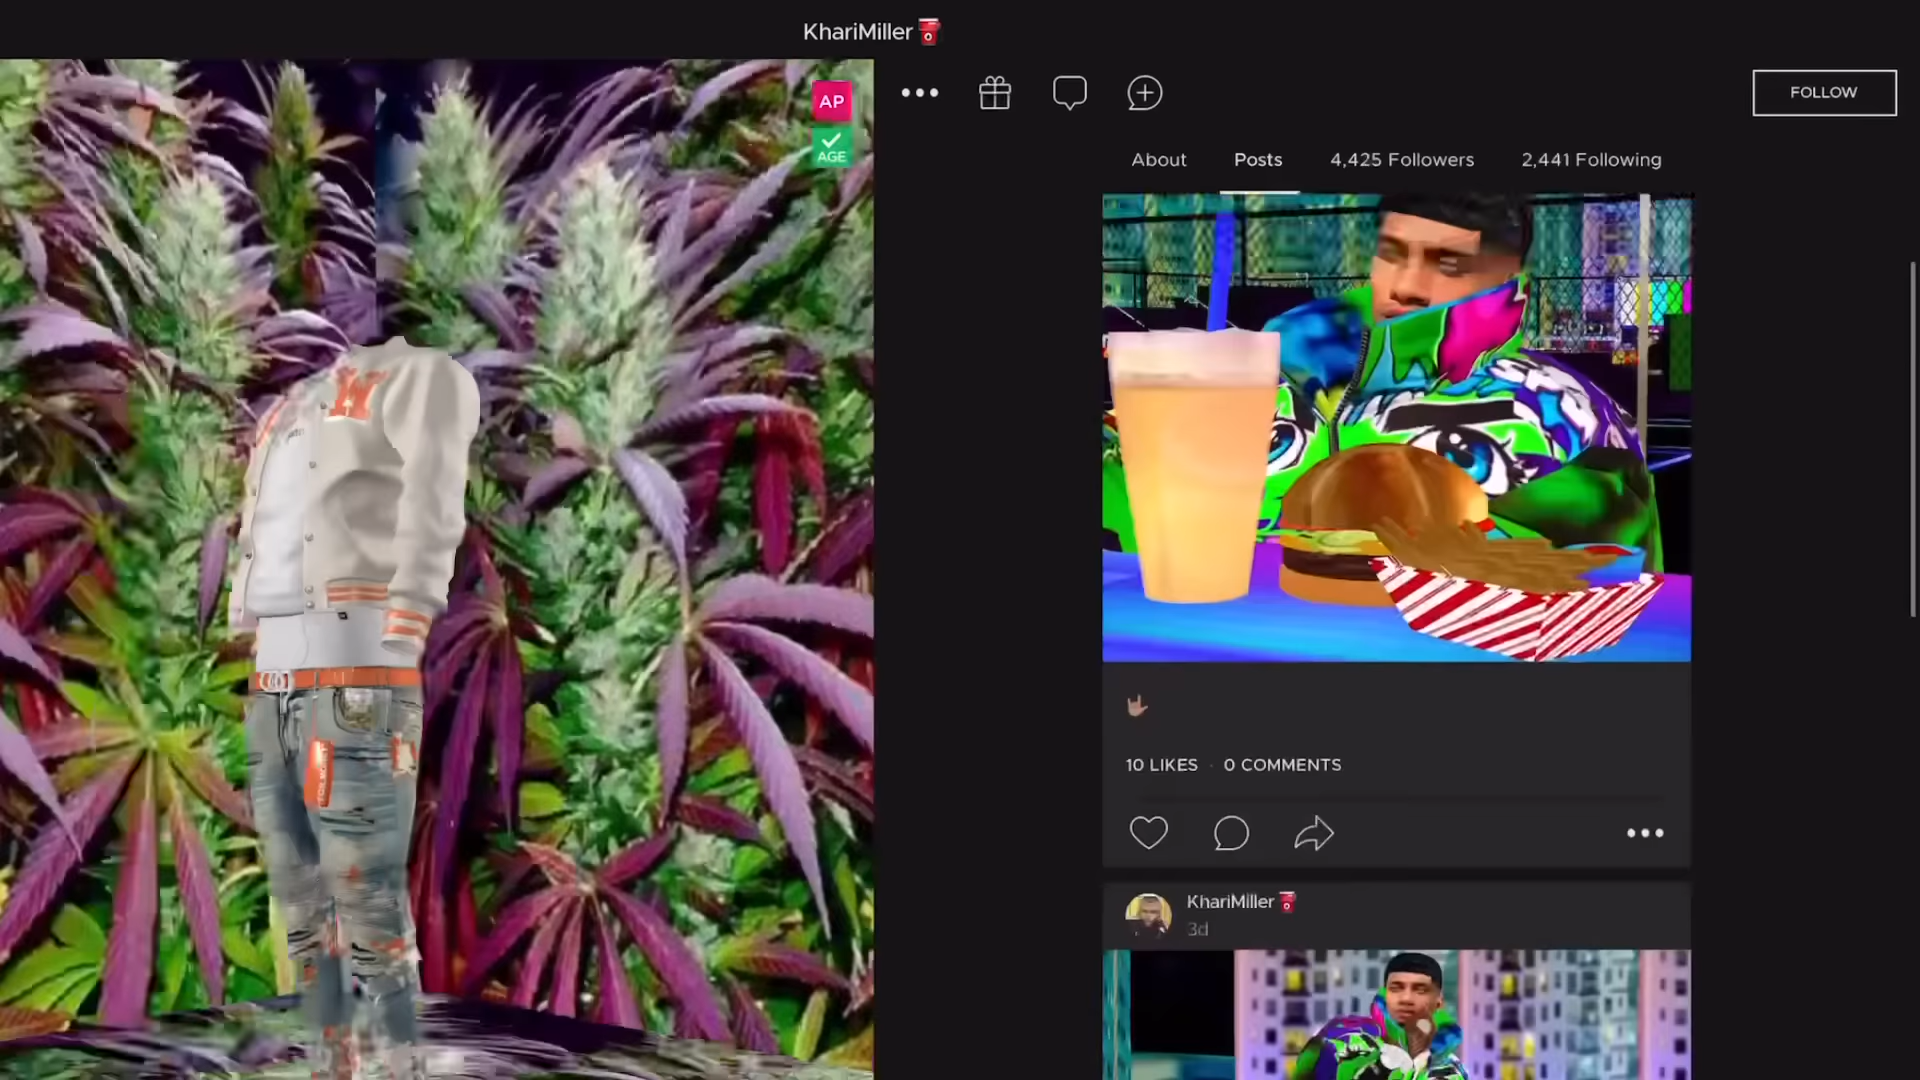 KhariMiller
AP
AGE
FOLLOW
About
Posts
4,425 Followers
2,441 Following
W
10 LIKES · 0 COMMENTS
KhariMiller
3d